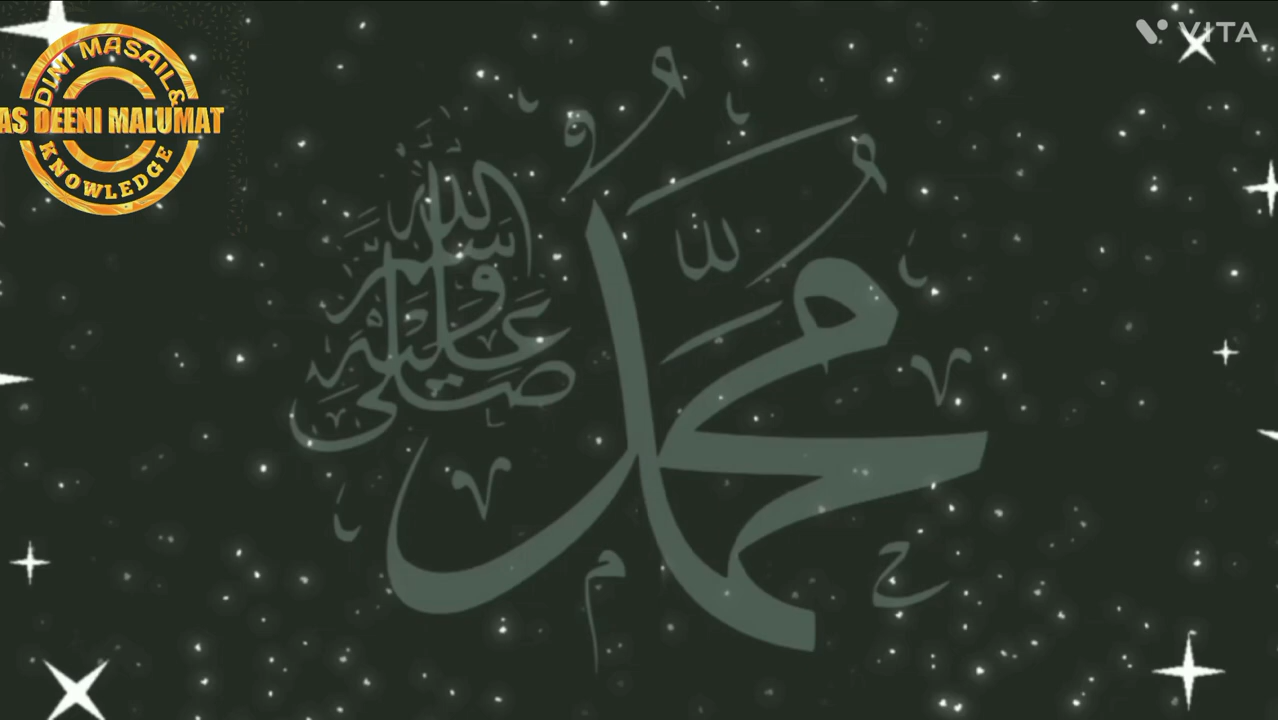 DINI MASAIL &
AS DEENI MALUMAT
KNOWLEDGE
VITA
محمد
صلى الله عليه وسلم